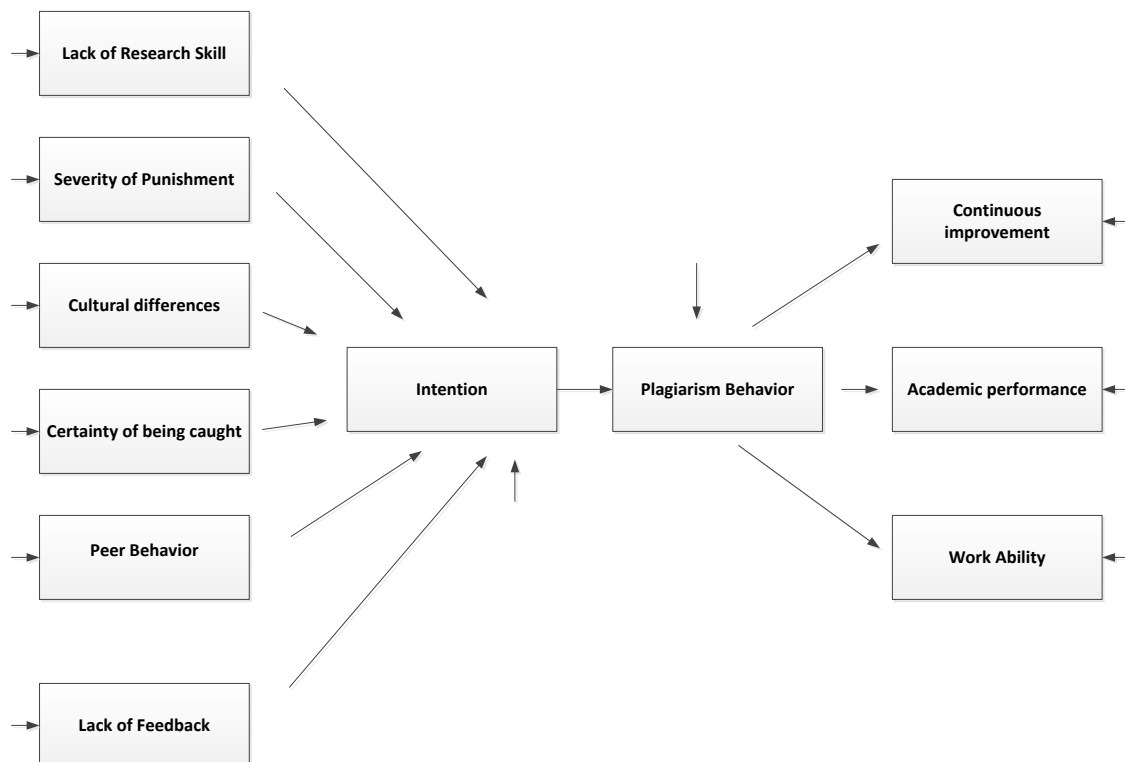 Lack of Research Skill
Severity of Punishment
Cultural differences
Certainty of being caught
Peer Behavior
Lack of Feedback
Intention
Plagiarism Behavior
Continuous
improvement
Academic performance
Work Ability